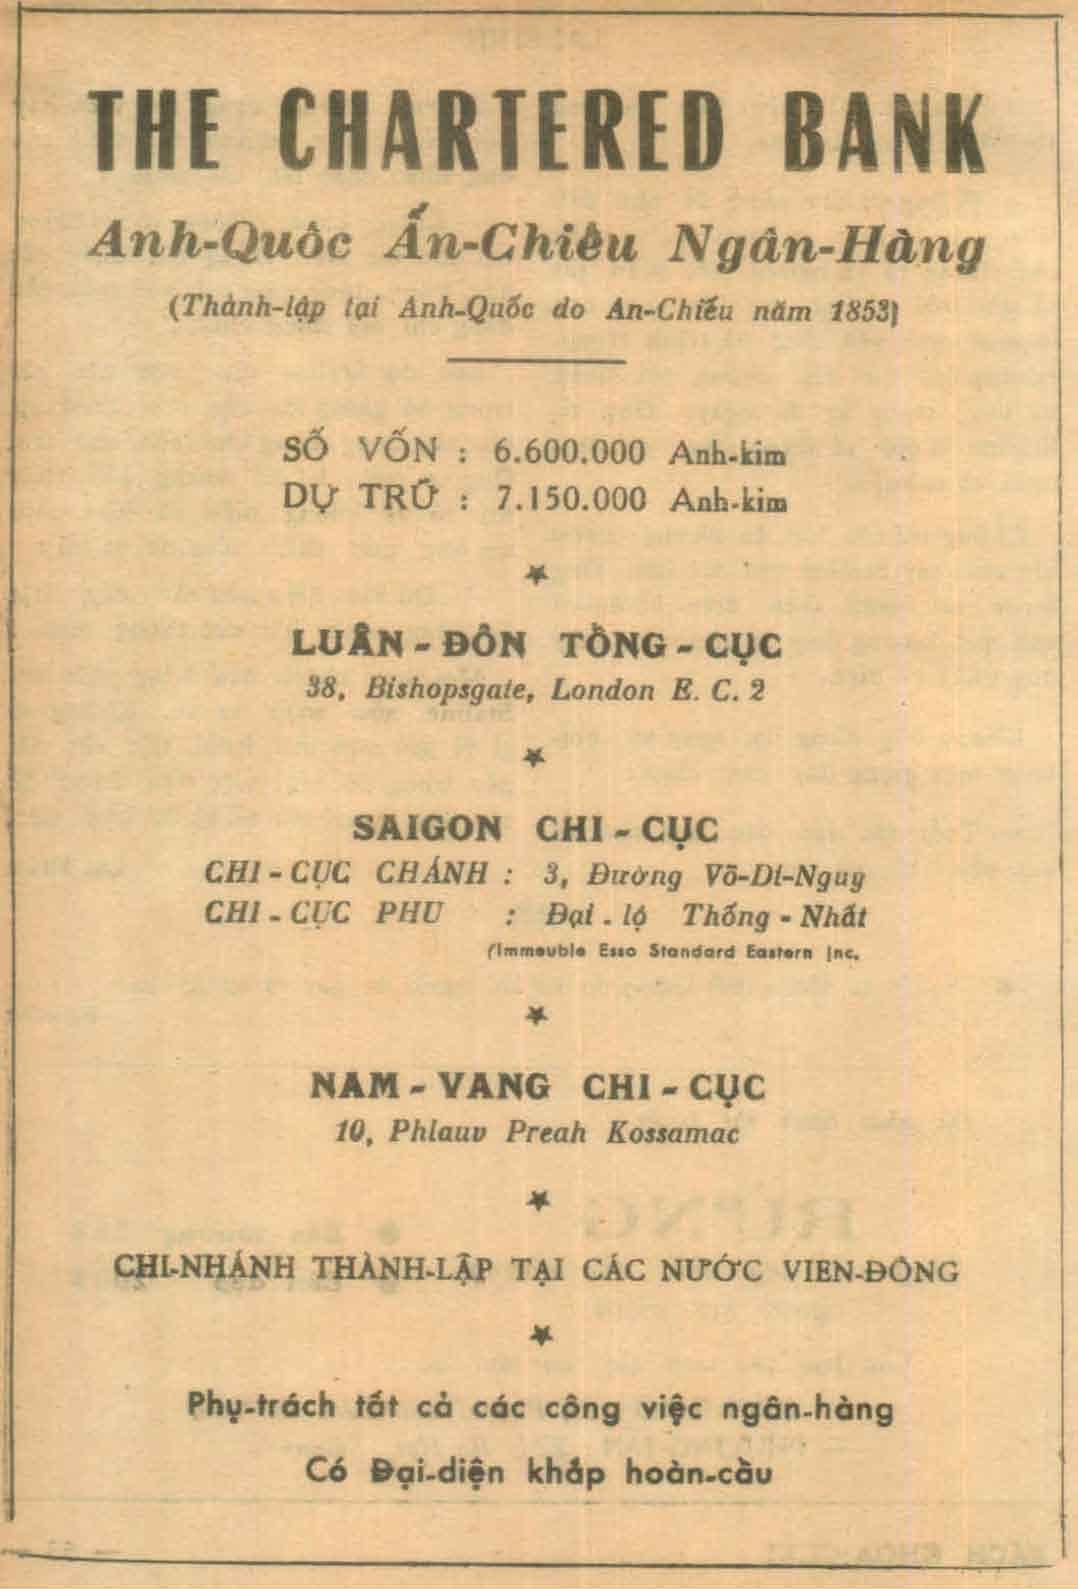 THE CHARTERED BANK
Anh-Quôc Ấn-Chiêu Ngân-Hàng
(Thành-lập tại Anh-Quốc do An-Chiếu năm 1853)
SỐ VỐN : 6.600.000 Anh-kim
DỰ TRỮ : 7.150.000 Anh-kim
LUÂN - ĐÔN TỔNG - CỤC
38, Bishopsgate, London E. C. 2
SAIGON CHI - CỤC
CHI - CỤC CHÁNH : 3, Đường Võ-Di-Nguy
CHI - CỤC PHU : Đại - lộ Thống - Nhất
(Immeuble Esso Standard Eastern Inc.
NAM - VANG CHI - CỤC
10, Phlauv Preah Kossamac
CHI-NHÁNH THÀNH-LẬP TẠI CÁC NƯỚC VIEN-ĐÔNG
Phụ-trách tất cả các công việc ngân-hàng
Có Đại-diện khắp hoàn-cầu